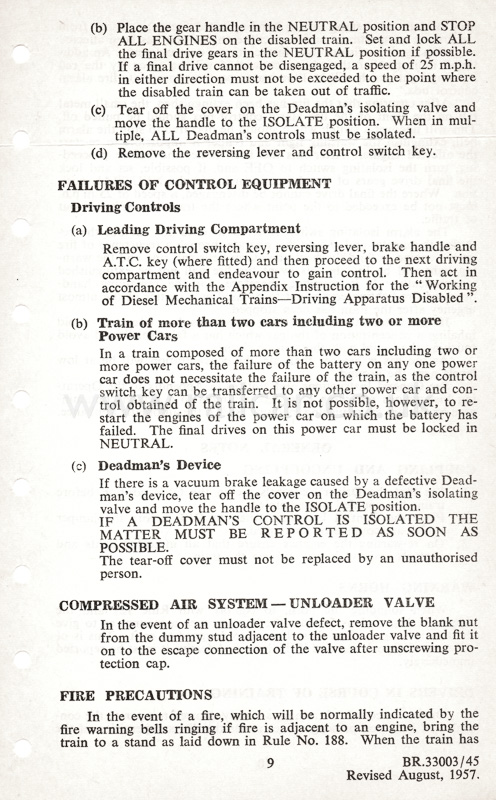 (b) Place the gear handle in the NEUTRAL position and STOP
ALL ENGINES on the disabled train. Set and lock ALL
the final drive gears in the NEUTRAL position if possible.
If a final drive cannot be disengaged, a speed of 25 m.p.h.
in either direction must not be exceeded to the point where
the disabled train can be taken out of traffic.
(c) Tear off the cover on the Deadman's isolating valve and
move the handle to the ISOLATE position. When in mul-
tiple, ALL Deadman's controls must be isolated.
(d) Remove the reversing lever and control switch key.
FAILURES OF CONTROL EQUIPMENT
Driving Controls
(a) Leading Driving Compartment
Remove control switch key, reversing lever, brake handle and
A.T.C. key (where fitted) and then proceed to the next driving
compartment and endeavour to gain control. Then act in
accordance with the Appendix Instruction for the "Working
of Diesel Mechanical Trains—Driving Apparatus Disabled".
(b) Train of more than two cars including two or more
Power Cars
In a train composed of more than two cars including two or
more power cars, the failure of the battery on any one power
car does not necessitate the failure of the train, as the control
switch key can be transferred to any other power car and con-
trol obtained of the train. It is not possible, however, to re-
start the engines of the power car on which the battery has
failed. The final drives on this power car must be locked in
NEUTRAL.
(c) Deadman's Device
If there is a vacuum brake leakage caused by a defective Dead-
man's device, tear off the cover on the Deadman's isolating
valve and move the handle to the ISOLATE position.
IF A DEADMAN'S CONTROL IS ISOLATED THE
MATTER MUST BE REPORTED AS SOON AS
POSSIBLE.
The tear-off cover must not be replaced by an unauthorised
person.
COMPRESSED AIR SYSTEM — UNLOADER VALVE
In the event of an unloader valve defect, remove the blank nut
from the dummy stud adjacent to the unloader valve and fit it
on to the escape connection of the valve after unscrewing pro-
tection cap.
FIRE PRECAUTIONS
In the event of a fire, which will be normally indicated by the
fire warning bells ringing if fire is adjacent to an engine, bring the
train to a stand as laid down in Rule No. 188. When the train has
9
BR.33003/45
Revised August, 1957.